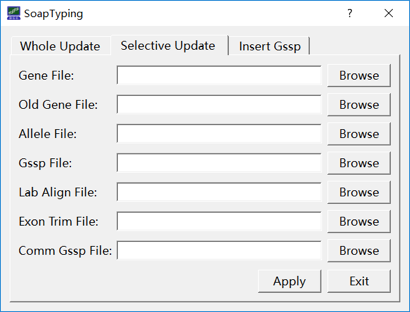 SoapTyping
Whole Update Selective Update Insert Gssp
Gene File: Browse
Old Gene File: Browse
Allele File: Browse
Gssp File: Browse
Lab Align File: Browse
Exon Trim File: Browse
Comm Gssp File: Browse
Apply Exit